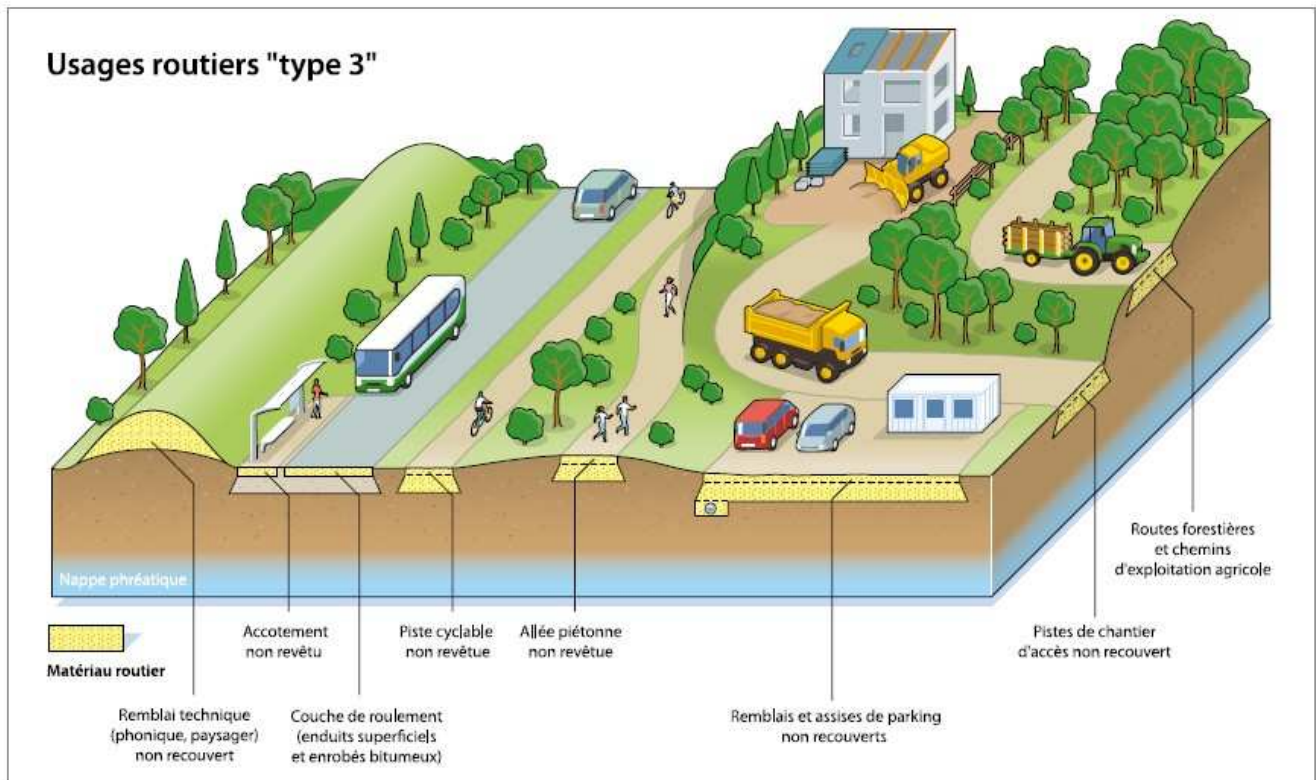 Usages routiers "type 3"
Nappe phréatique
Matériau routier
Accotement
non revêtu
Piste cyclable
non revêtue
Allée piétonne
non revêtue
Routes forestières
et chemins
d'exploitation agricole
Pistes de chantier
d'accès non recouvert
Remblai technique
(phonique, paysager)
non recouvert
Couche de roulement
(enduits superficiels
et enrobés bitumeux)
Remblais et assises de parking
non recouverts